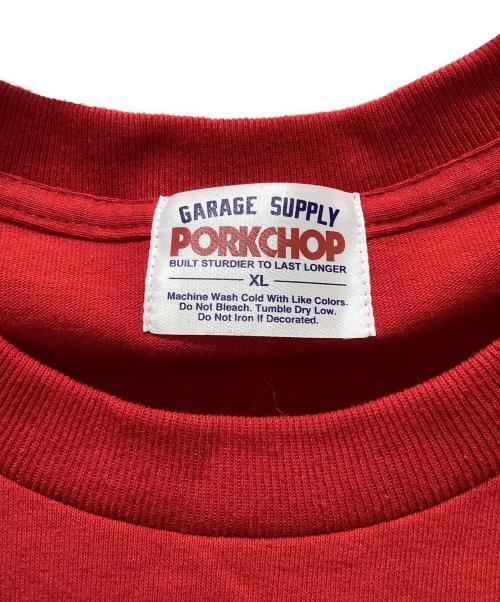 GARAGE SUPPLY
PORKCHOP
BUILT STURDIER TO LAST LONGER
XL
Machine Wash Cold With Like Colors.
Do Not Bleach. Tumble Dry Low.
Do Not Iron If Decorated.